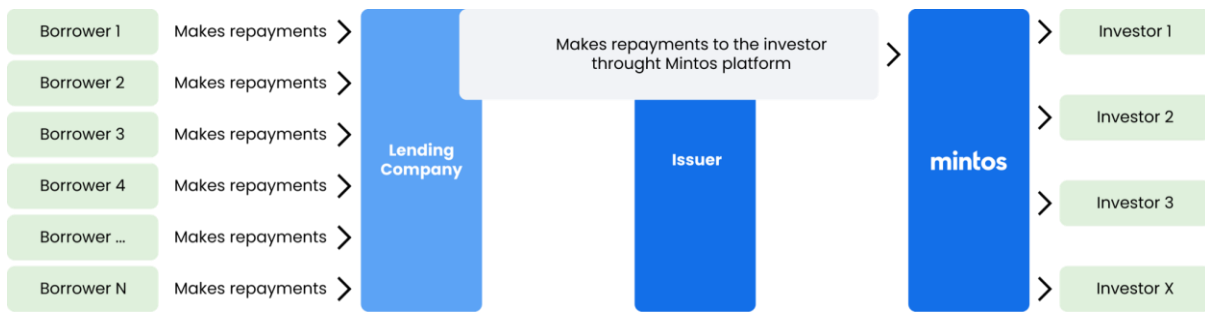 Borrower 1 Makes repayments
Borrower 2 Makes repayments
Borrower 3 Makes repayments
Borrower 4 Makes repayments
Borrower ... Makes repayments
Borrower N Makes repayments
Lending
Company
Makes repayments to the investor
throught Mintos platform
Issuer
mintos
Investor 1
Investor 2
Investor 3
Investor X